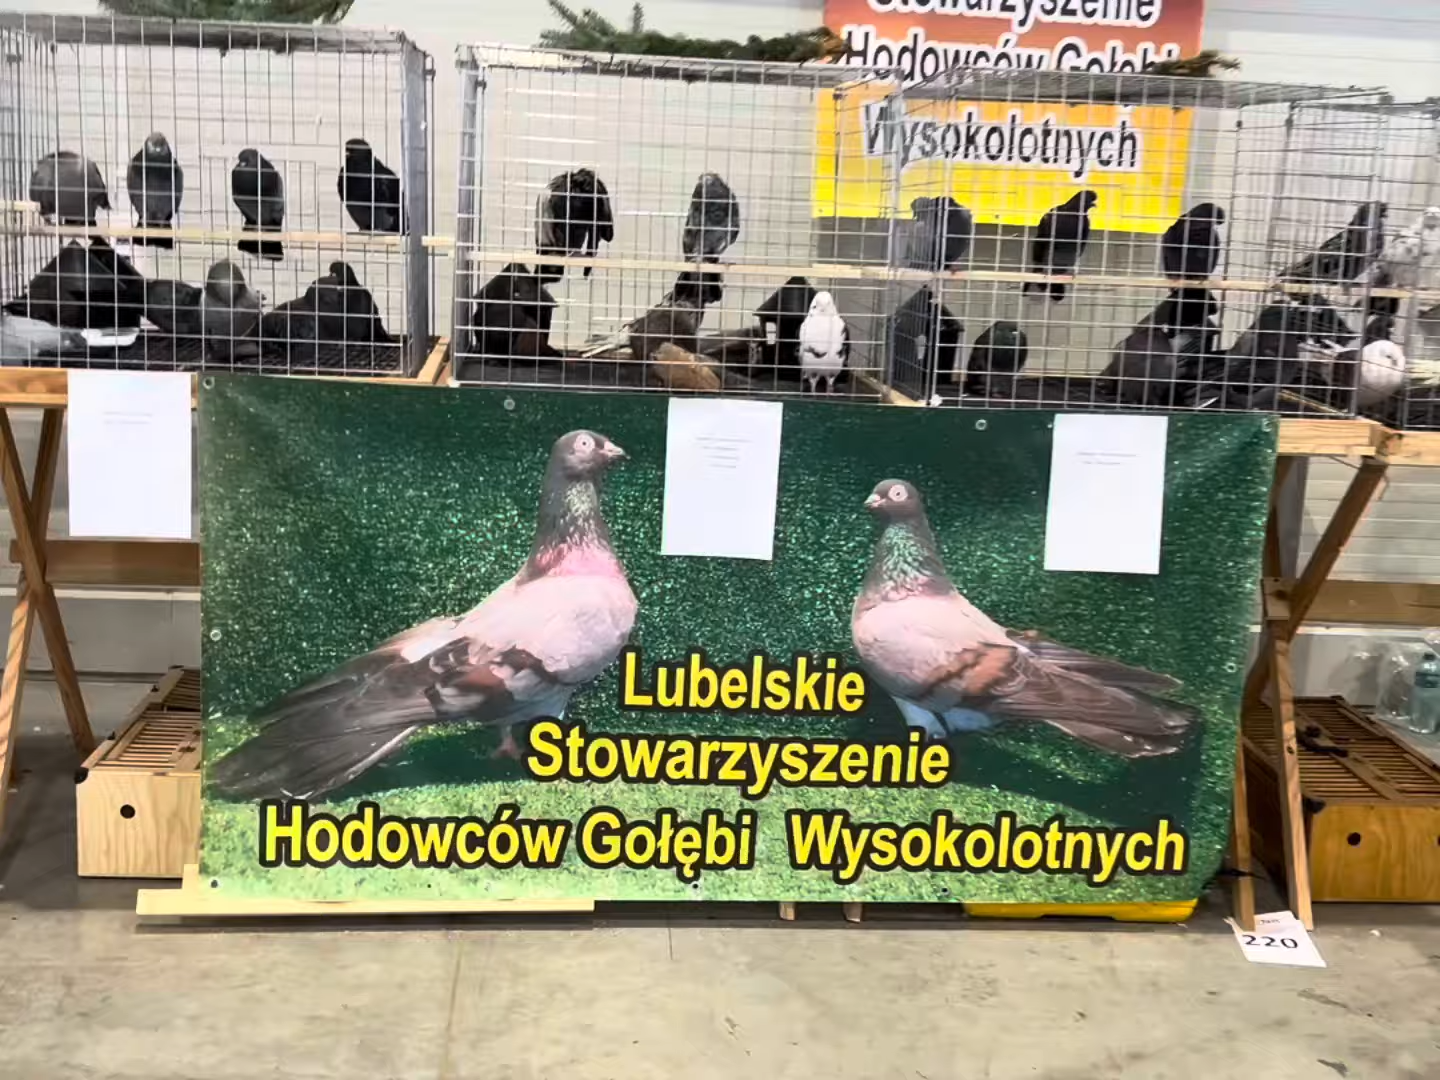 Stowarzyszenie
Hodowców Gołębi
Wysokolotnych
Lubelskie
Stowarzyszenie
Hodowców Gołębi Wysokolotnych
220